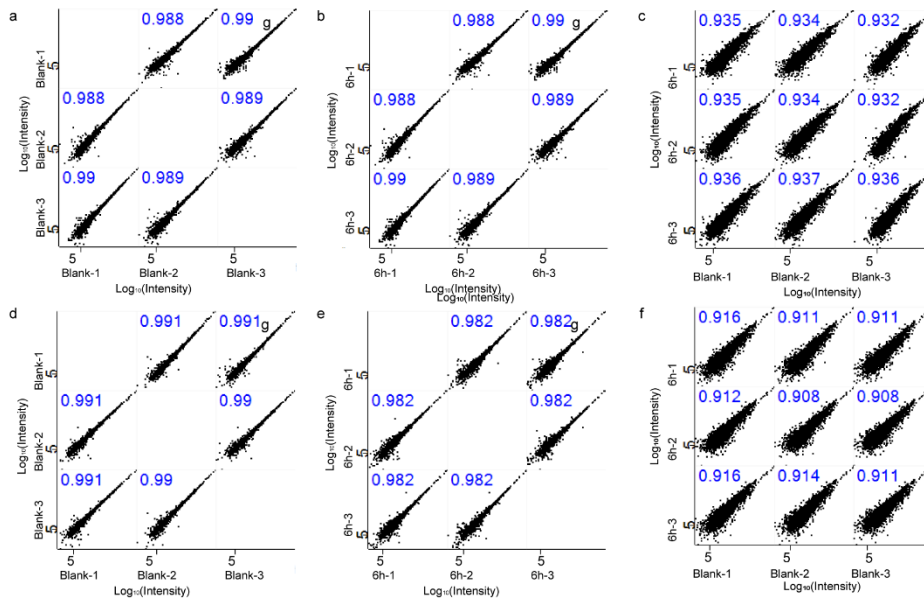 a
0.988
0.99
g
Blank-1
5
0.988
0.989
Log₁₀(Intensity)
Blank-2
5
0.99
0.989
Blank-3
5
5
5
5
Blank-1
Blank-2
Blank-3
Log₁₀(Intensity)
b
0.988
0.99
g
6h-1
5
0.988
0.989
Log₁₀(Intensity)
6h-2
5
0.99
0.989
6h-3
5
5
5
5
6h-1
6h-2
6h-3
Log₁₀(Intensity)
Log₁₀(Intensity)
c
0.935
0.934
0.932
6h-1
5
0.935
0.934
0.932
Log₁₀(Intensity)
6h-2
5
0.936
0.937
0.936
6h-3
5
5
5
5
Blank-1
Blank-2
Blank-3
Log₁₀(Intensity)
d
0.991
0.991
g
Blank-1
5
0.991
0.99
Log₁₀(Intensity)
Blank-2
5
0.991
0.99
Blank-3
5
5
5
5
Blank-1
Blank-2
Blank-3
Log₁₀(Intensity)
e
0.982
0.982
g
6h-1
5
0.982
0.982
Log₁₀(Intensity)
6h-2
5
0.982
0.982
6h-3
5
5
5
5
6h-1
6h-2
6h-3
Log₁₀(Intensity)
f
0.916
0.911
0.911
6h-1
5
0.912
0.908
0.908
Log₁₀(Intensity)
6h-2
5
0.916
0.914
0.911
6h-3
5
5
5
5
Blank-1
Blank-2
Blank-3
Log₁₀(Intensity)